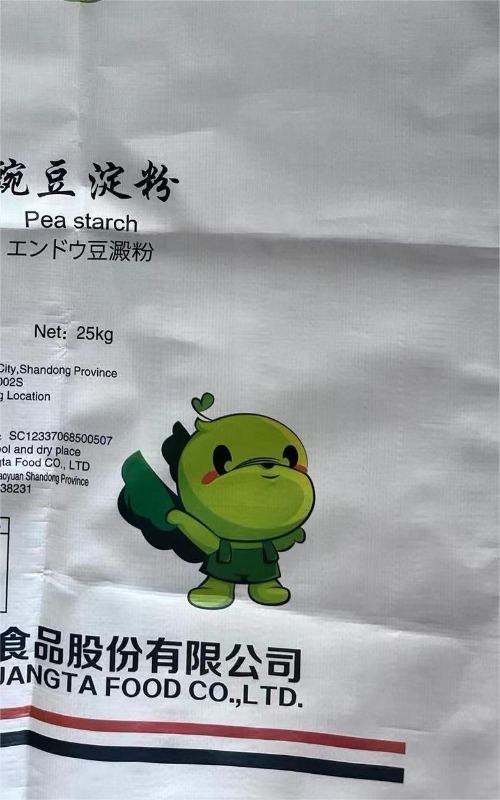 豌豆淀粉
Pea starch
エンドウ豆澱粉
Net: 25kg
City,Shandong Province
002S
g Location
: SC12337068500507
ool and dry place
gta Food CO., LTD
aoyuan Shandong Province
38231
食品股份有限公司
UANGTA FOOD CO.,LTD.